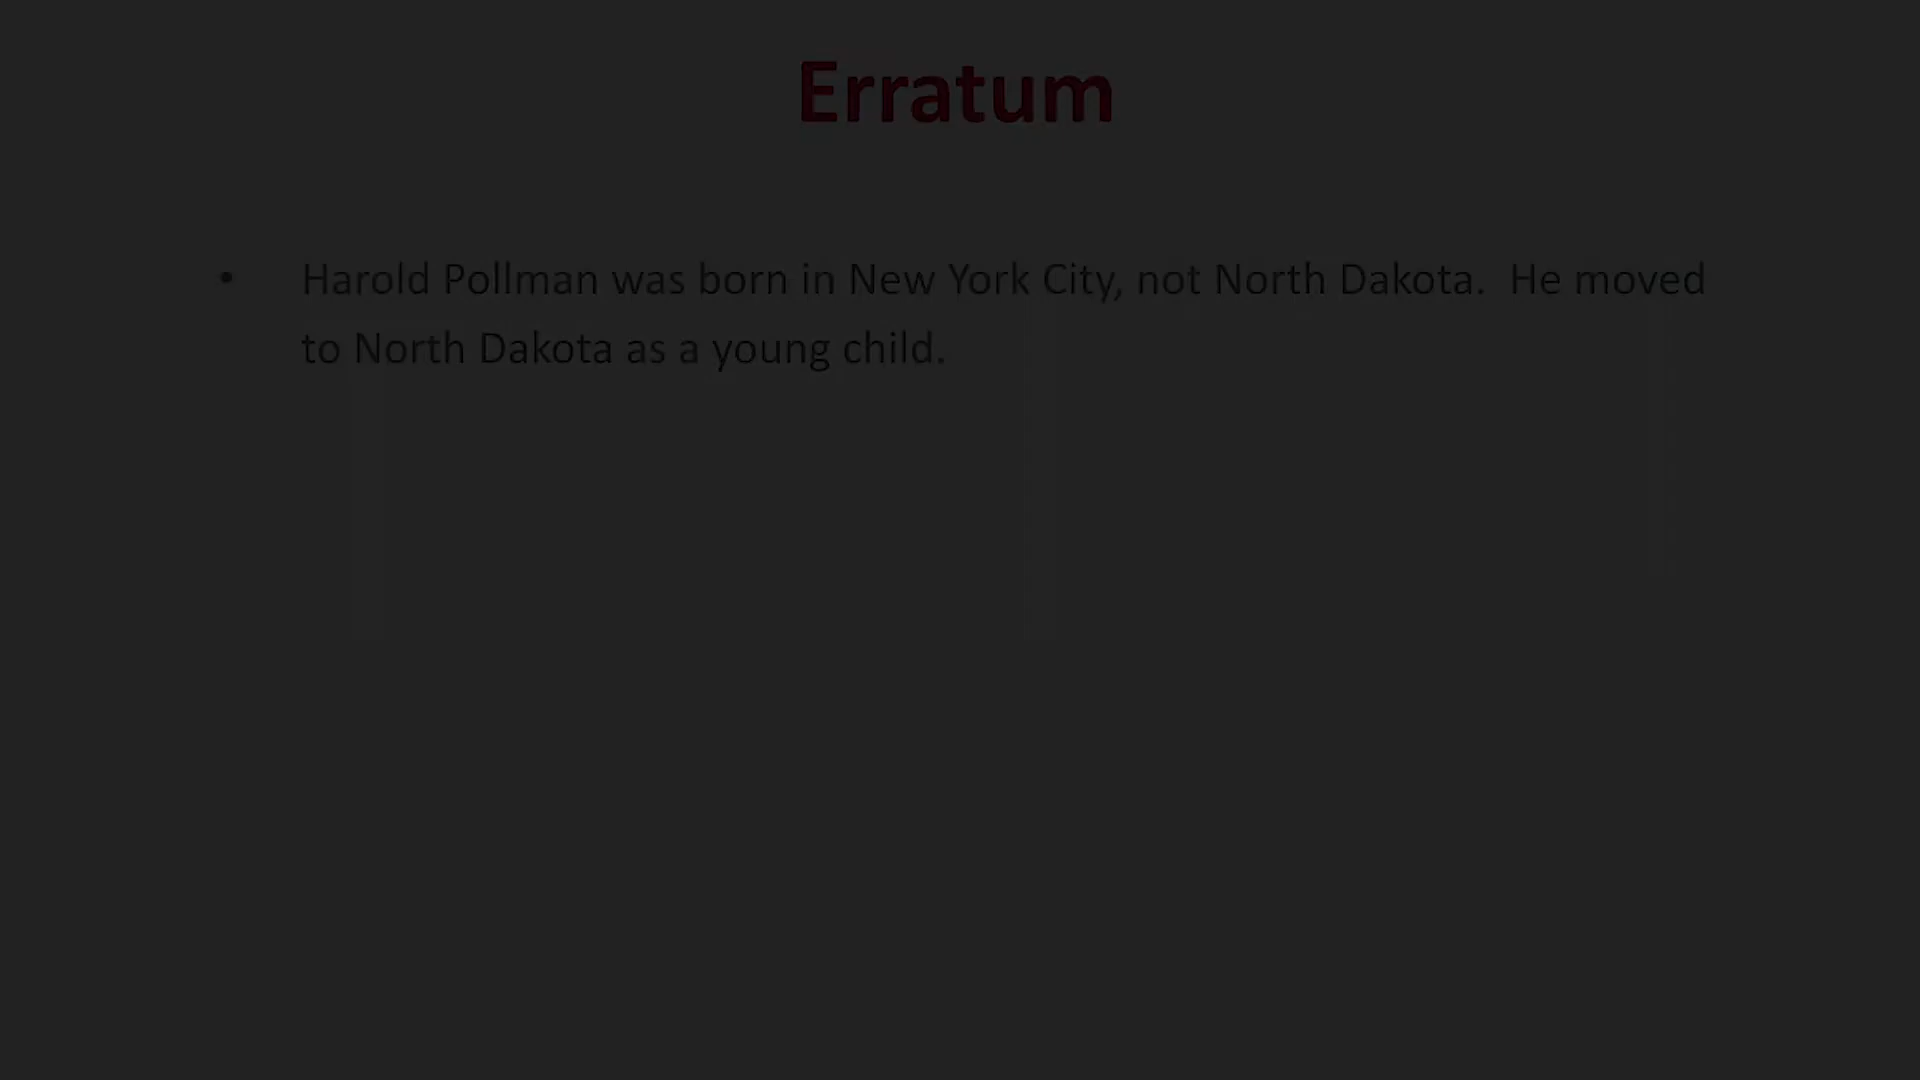 Erratum
• Harold Pollman was born in New York City, not North Dakota.  He moved
to North Dakota as a young child.